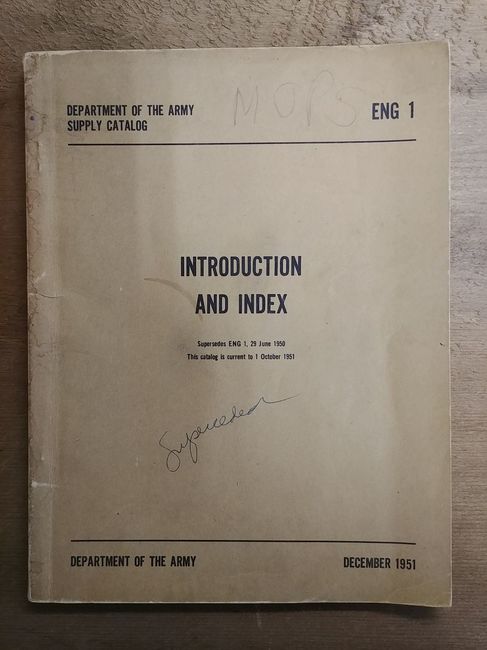 DEPARTMENT OF THE ARMY
SUPPLY CATALOG
MOPS
ENG 1
INTRODUCTION
AND INDEX
Supersedes ENG 1, 29 June 1950
This catalog is current to 1 October 1951
Superceded
DEPARTMENT OF THE ARMY
DECEMBER 1951